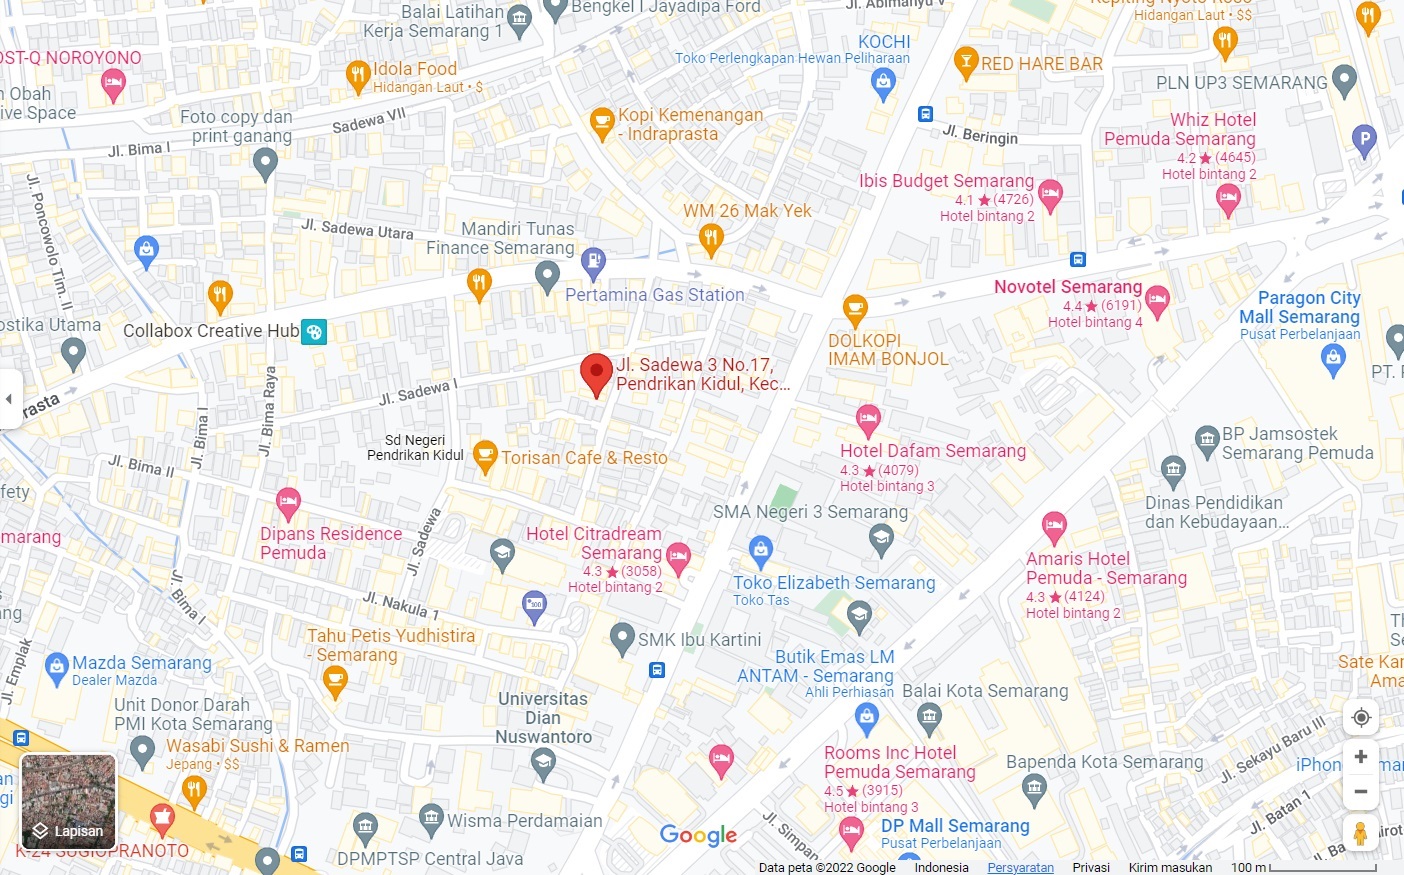 Balai Latihan
Kerja Semarang 1
Bengkel I Jayadipa Ford
Jl. Abimanyu V
Kepiting Nyoto Roso
Hidangan Laut • $$
OST-Q NOROYONO
Idola Food
Hidangan Laut • $
KOCHI
Toko Perlengkapan Hewan Peliharaan
RED HARE BAR
PLN UP3 SEMARANG
n Obah
ive Space
Foto copy dan
print ganang
Sadewa VII
Kopi Kemenangan
- Indraprasta
Jl. Beringin
Whiz Hotel
Pemuda Semarang
4.2 ★ (4645)
Hotel bintang 2
P
Jl. Bima I
Jl. Poncowolo Tim. II
Ibis Budget Semarang
4.1 ★ (4726)
Hotel bintang 2
WM 26 Mak Yek
Jl. Sadewa Utara
Mandiri Tunas
Finance Semarang
Pertamina Gas Station
Novotel Semarang
4.4 ★ (6191)
Hotel bintang 4
Paragon City
Mall Semarang
Pusat Perbelanjaan
ostika Utama
Collabox Creative Hub
DOLKOPI
IMAM BONJOL
PT. P
Jl. Sadewa 3 No.17,
Pendrikan Kidul, Kec...
Jl. Sadewa I
rasta
Jl. Bima I
Jl. Bima Raya
Sd Negeri
Pendrikan Kidul
Torisan Cafe & Resto
Hotel Dafam Semarang
4.3 ★ (4079)
Hotel bintang 3
BP Jamsostek
Semarang Pemuda
Jl. Bima II
fety
Dinas Pendidikan
dan Kebudayaan...
SMA Negeri 3 Semarang
marang
Dipans Residence
Pemuda
Jl. Sadewa
Hotel Citradream
Semarang
4.3 ★ (3058)
Hotel bintang 2
Amaris Hotel
Pemuda - Semarang
4.3 ★ (4124)
Hotel bintang 2
Toko Elizabeth Semarang
Toko Tas
Jl. Bima I
Jl. Nakula 1
100
ang
Tahu Petis Yudhistira
- Semarang
SMK Ibu Kartini
Th
Se
Jl. Emplak
Mazda Semarang
Dealer Mazda
Butik Emas LM
ANTAM - Semarang
Ahli Perhiasan
Sate Kam
Ama
Balai Kota Semarang
Unit Donor Darah
PMI Kota Semarang
Universitas
Dian
Nuswantoro
Wasabi Sushi & Ramen
Jepang • $$
Rooms Inc Hotel
Pemuda Semarang
4.5 ★ (3915)
Hotel bintang 3
Bapenda Kota Semarang
Jl. Sekayu Baru III
iPhon
mar
an
gi
Lapisan
K-24 SUGIOPRANOTO
Wisma Perdamaian
DPMPTSP Central Java
Google
Jl. Simpan
DP Mall Semarang
Pusat Perbelanjaan
Jl. Batan 1
Jl. Ba
irot
Data peta ©2022 Google
Indonesia
Persyaratan
Privasi
Kirim masukan
100 m